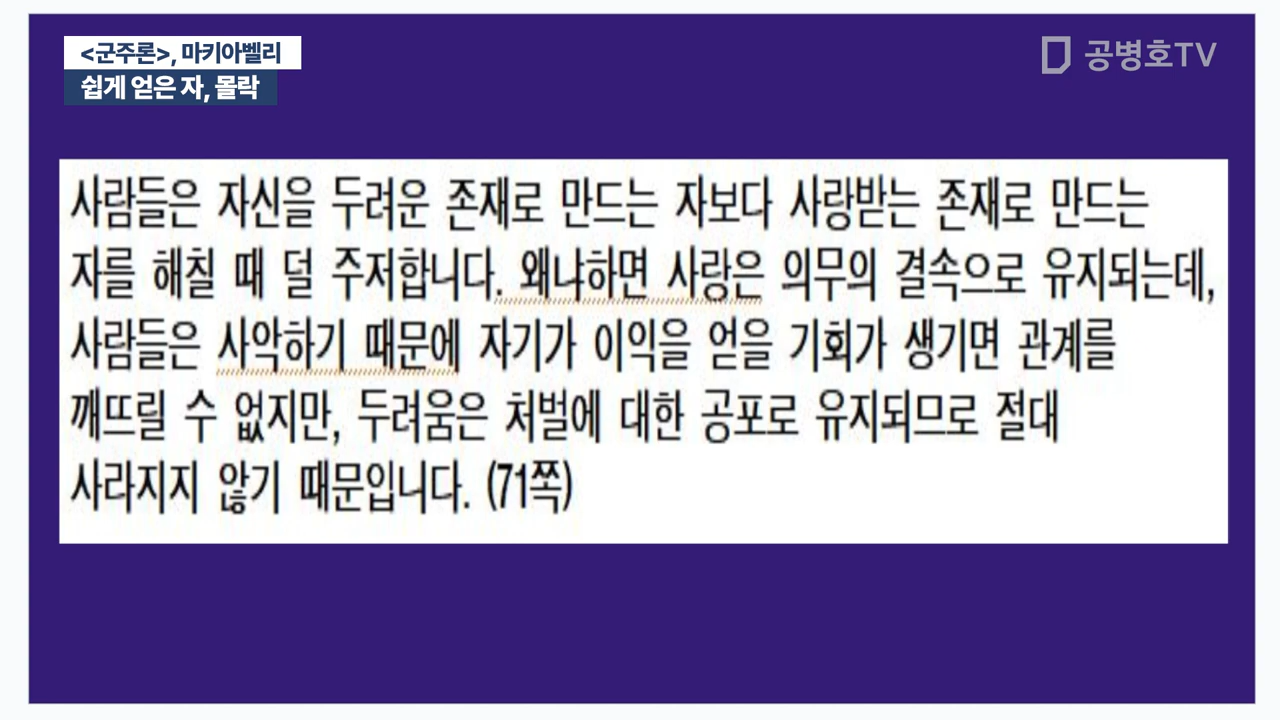 <군주론>, 마키아벨리
쉽게 얻은 자, 몰락
공병호TV
사람들은 자신을 두려운 존재로 만드는 자보다 사랑받는 존재로 만드는
자를 해칠 때 덜 주저합니다. 왜냐하면 사랑은 의무의 결속으로 유지되는데,
사람들은 사악하기 때문에 자기가 이익을 얻을 기회가 생기면 관계를
깨뜨릴 수 없지만, 두려움은 처벌에 대한 공포로 유지되므로 절대
사라지지 않기 때문입니다. (71쪽)